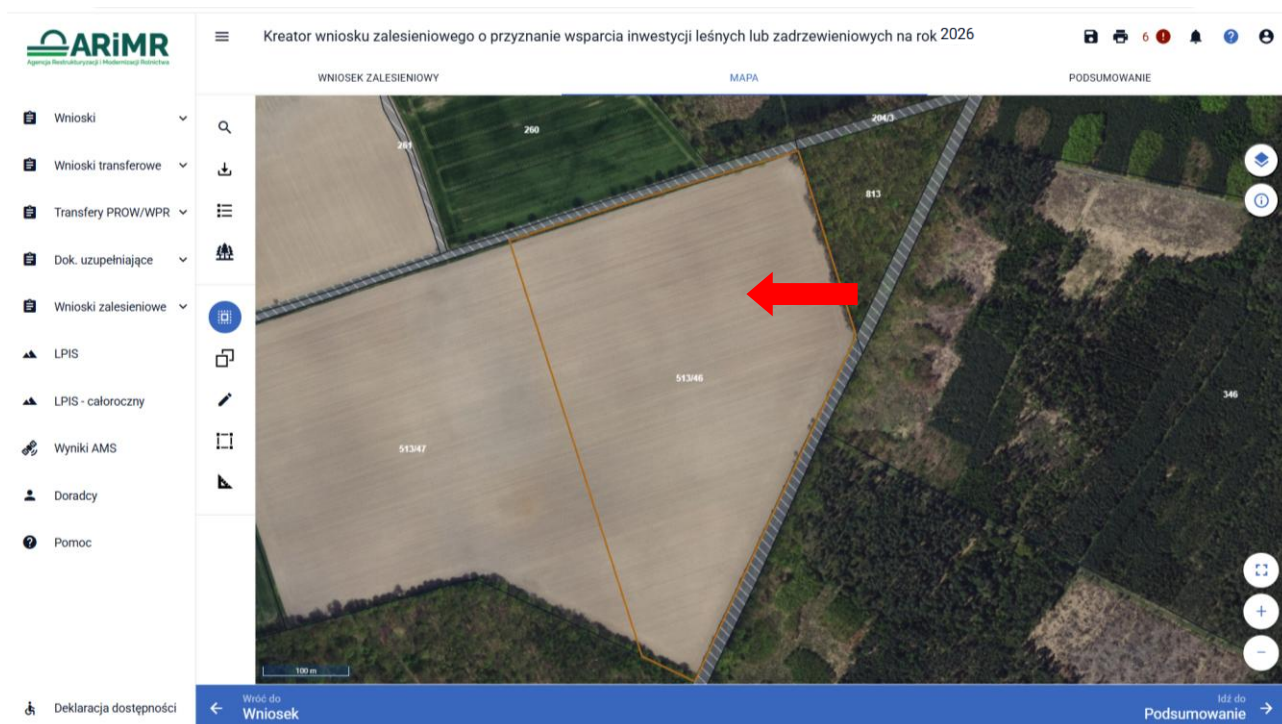 ARiMR
Agencja Restrukturyzacji i Modernizacji Rolnictwa
Kreator wniosku zalesieniowego o przyznanie wsparcia inwestycji leśnych lub zadrzewieniowych na rok 2026
6
WNIOSEK ZALESIENIOWY
MAPA
PODSUMOWANIE
Wnioski
Wnioski transferowe
Transfery PROW/WPR
Dok. uzupełniające
Wnioski zalesieniowe
LPIS
LPIS - całoroczny
Wyniki AMS
Doradcy
Pomoc
Deklaracja dostępności
204/3
260
261
813
513/46
346
513/47
100 m
Wróć do
Wniosek
Idź do
Podsumowanie